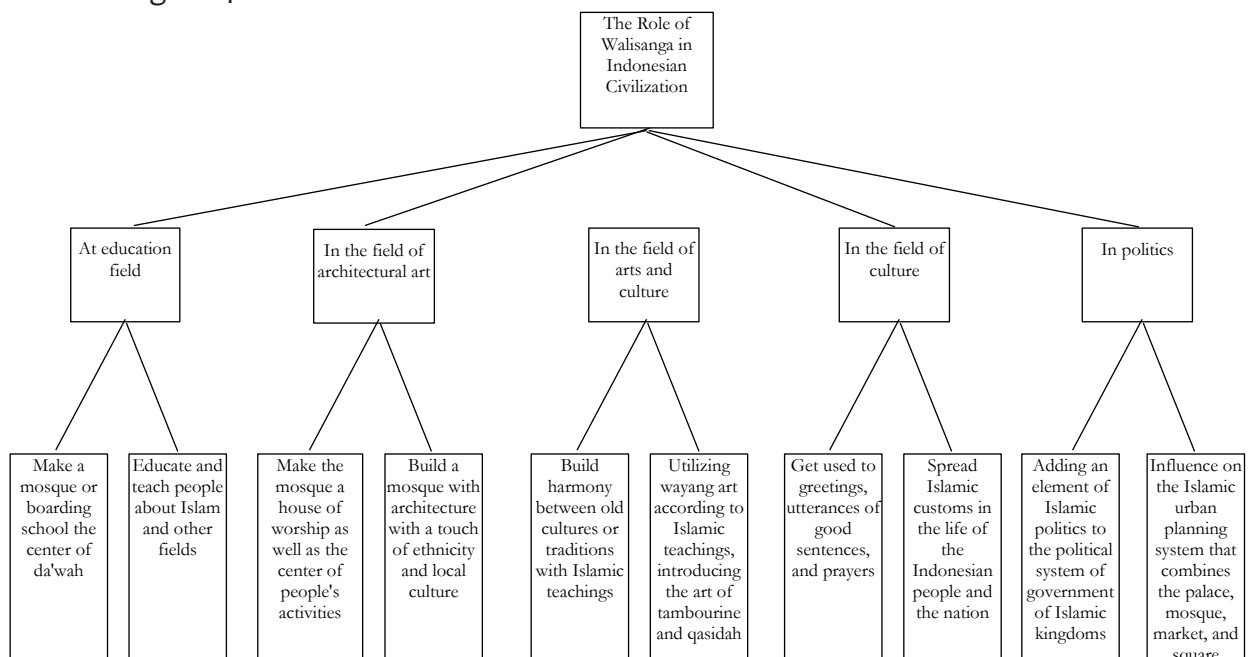 The Role of
Walisanga in
Indonesian
Civilization
At education
field
In the field of
architectural art
In the field of
arts and
culture
In the field of
culture
In politics
Make a
mosque or
boarding
school the
center of
da'wah
Educate and
teach people
about Islam
and other
fields
Make the
mosque a
house of
worship as
well as the
center of
people's
activities
Build a
mosque with
architecture
with a touch
of ethnicity
and local
culture
Build
harmony
between old
cultures or
traditions
with Islamic
teachings
Utilizing
wayang art
according to
Islamic
teachings,
introducing
the art of
tambourine
and qasidah
Get used to
greetings,
utterances of
good
sentences,
and prayers
Spread
Islamic
customs in
the life of
the
Indonesian
people and
the nation
Adding an
element of
Islamic
politics to
the political
system of
government
of Islamic
kingdoms
Influence on
the Islamic
urban
planning
system that
combines
the palace,
mosque,
market, and
square